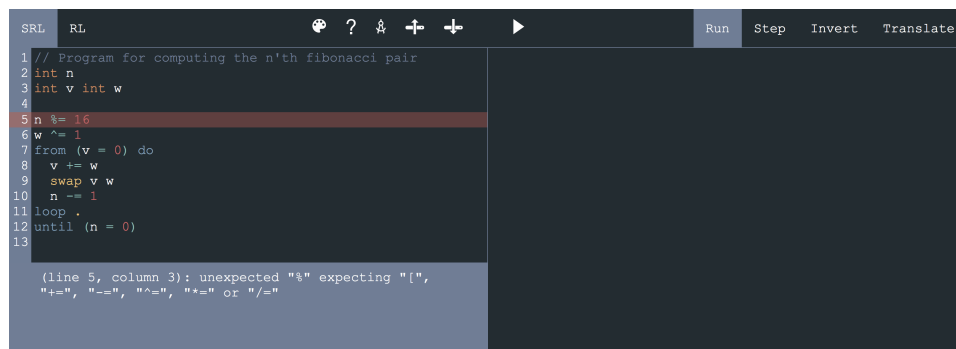 SRL RL ? Run Step Invert Translate
1 // Program for computing the n'th fibonacci pair
2 int n
3 int v int w
4
5 n %= 16
6 w ^= 1
7 from (v = 0) do
8   v += w
9   swap v w
10   n -= 1
11 loop .
12 until (n = 0)
13
(line 5, column 3): unexpected "%" expecting "[",
"+=", "-=", "^=", "*=" or "/="